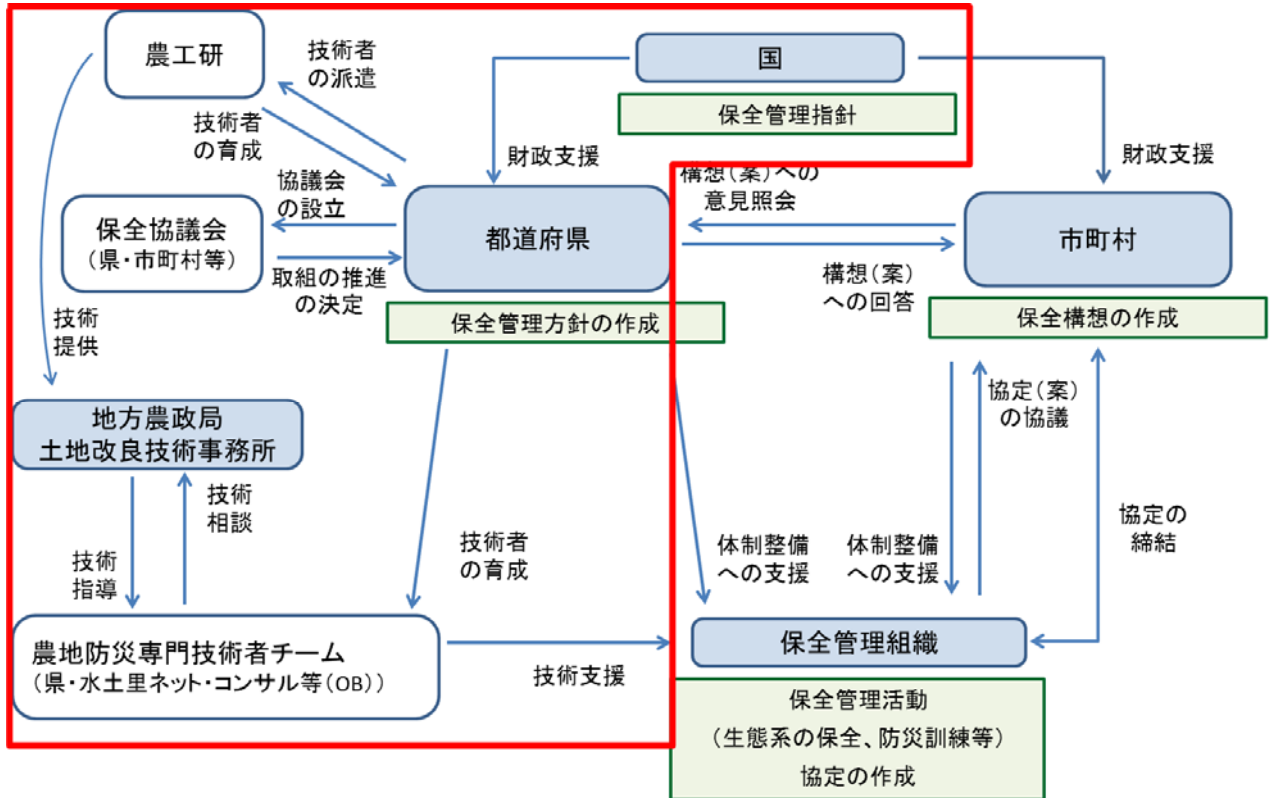 農工研
技術者
の派遣
国
保全管理指針
技術者
の育成
財政支援
財政支援
協議会
の設立
構想(案)への
意見照会
保全協議会
(県・市町村等)
都道府県
市町村
取組の推進
の決定
構想(案)
への回答
保全管理方針の作成
保全構想の作成
技術
提供
協定(案)
の協議
地方農政局
土地改良技術事務所
技術
相談
技術
指導
技術者
の育成
体制整備
への支援
体制整備
への支援
協定の
締結
農地防災専門技術者チーム
(県・水土里ネット・コンサル等(OB))
技術支援
保全管理組織
保全管理活動
(生態系の保全、防災訓練等)
協定の作成